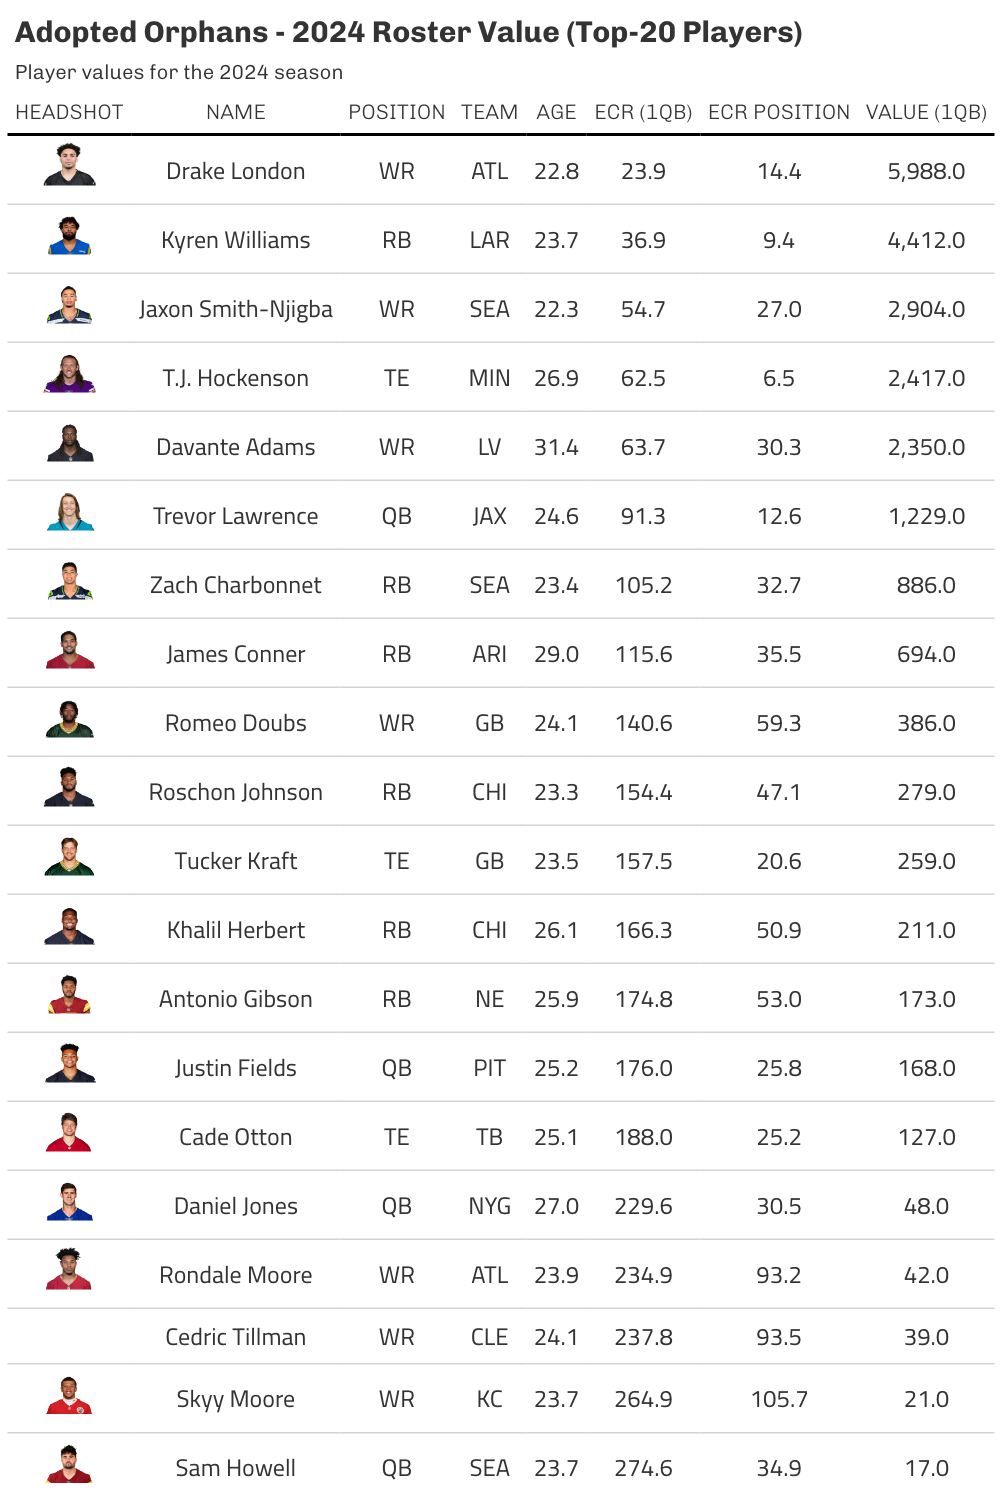 Adopted Orphans - 2024 Roster Value (Top-20 Players)
Player values for the 2024 season
HEADSHOT NAME POSITION TEAM AGE ECR (1QB) ECR POSITION VALUE (1QB)
Drake London WR ATL 22.8 23.9 14.4 5,988.0
Kyren Williams RB LAR 23.7 36.9 9.4 4,412.0
Jaxon Smith-Njigba WR SEA 22.3 54.7 27.0 2,904.0
T.J. Hockenson TE MIN 26.9 62.5 6.5 2,417.0
Davante Adams WR LV 31.4 63.7 30.3 2,350.0
Trevor Lawrence QB JAX 24.6 91.3 12.6 1,229.0
Zach Charbonnet RB SEA 23.4 105.2 32.7 886.0
James Conner RB ARI 29.0 115.6 35.5 694.0
Romeo Doubs WR GB 24.1 140.6 59.3 386.0
Roschon Johnson RB CHI 23.3 154.4 47.1 279.0
Tucker Kraft TE GB 23.5 157.5 20.6 259.0
Khalil Herbert RB CHI 26.1 166.3 50.9 211.0
Antonio Gibson RB NE 25.9 174.8 53.0 173.0
Justin Fields QB PIT 25.2 176.0 25.8 168.0
Cade Otton TE TB 25.1 188.0 25.2 127.0
Daniel Jones QB NYG 27.0 229.6 30.5 48.0
Rondale Moore WR ATL 23.9 234.9 93.2 42.0
Cedric Tillman WR CLE 24.1 237.8 93.5 39.0
Skyy Moore WR KC 23.7 264.9 105.7 21.0
Sam Howell QB SEA 23.7 274.6 34.9 17.0